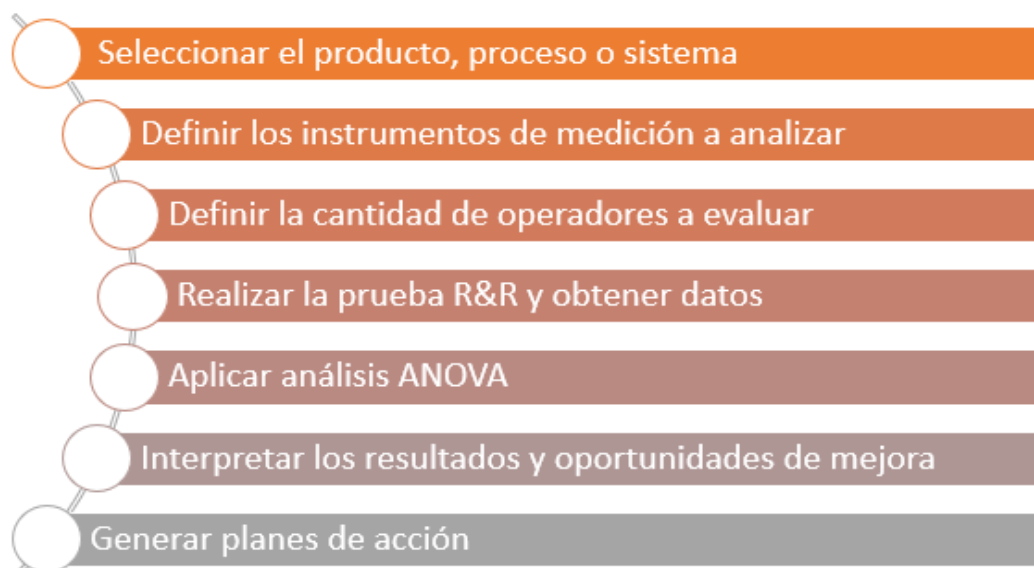 Seleccionar el producto, proceso o sistema
Definir los instrumentos de medición a analizar
Definir la cantidad de operadores a evaluar
Realizar la prueba R&R y obtener datos
Aplicar análisis ANOVA
Interpretar los resultados y oportunidades de mejora
Generar planes de acción